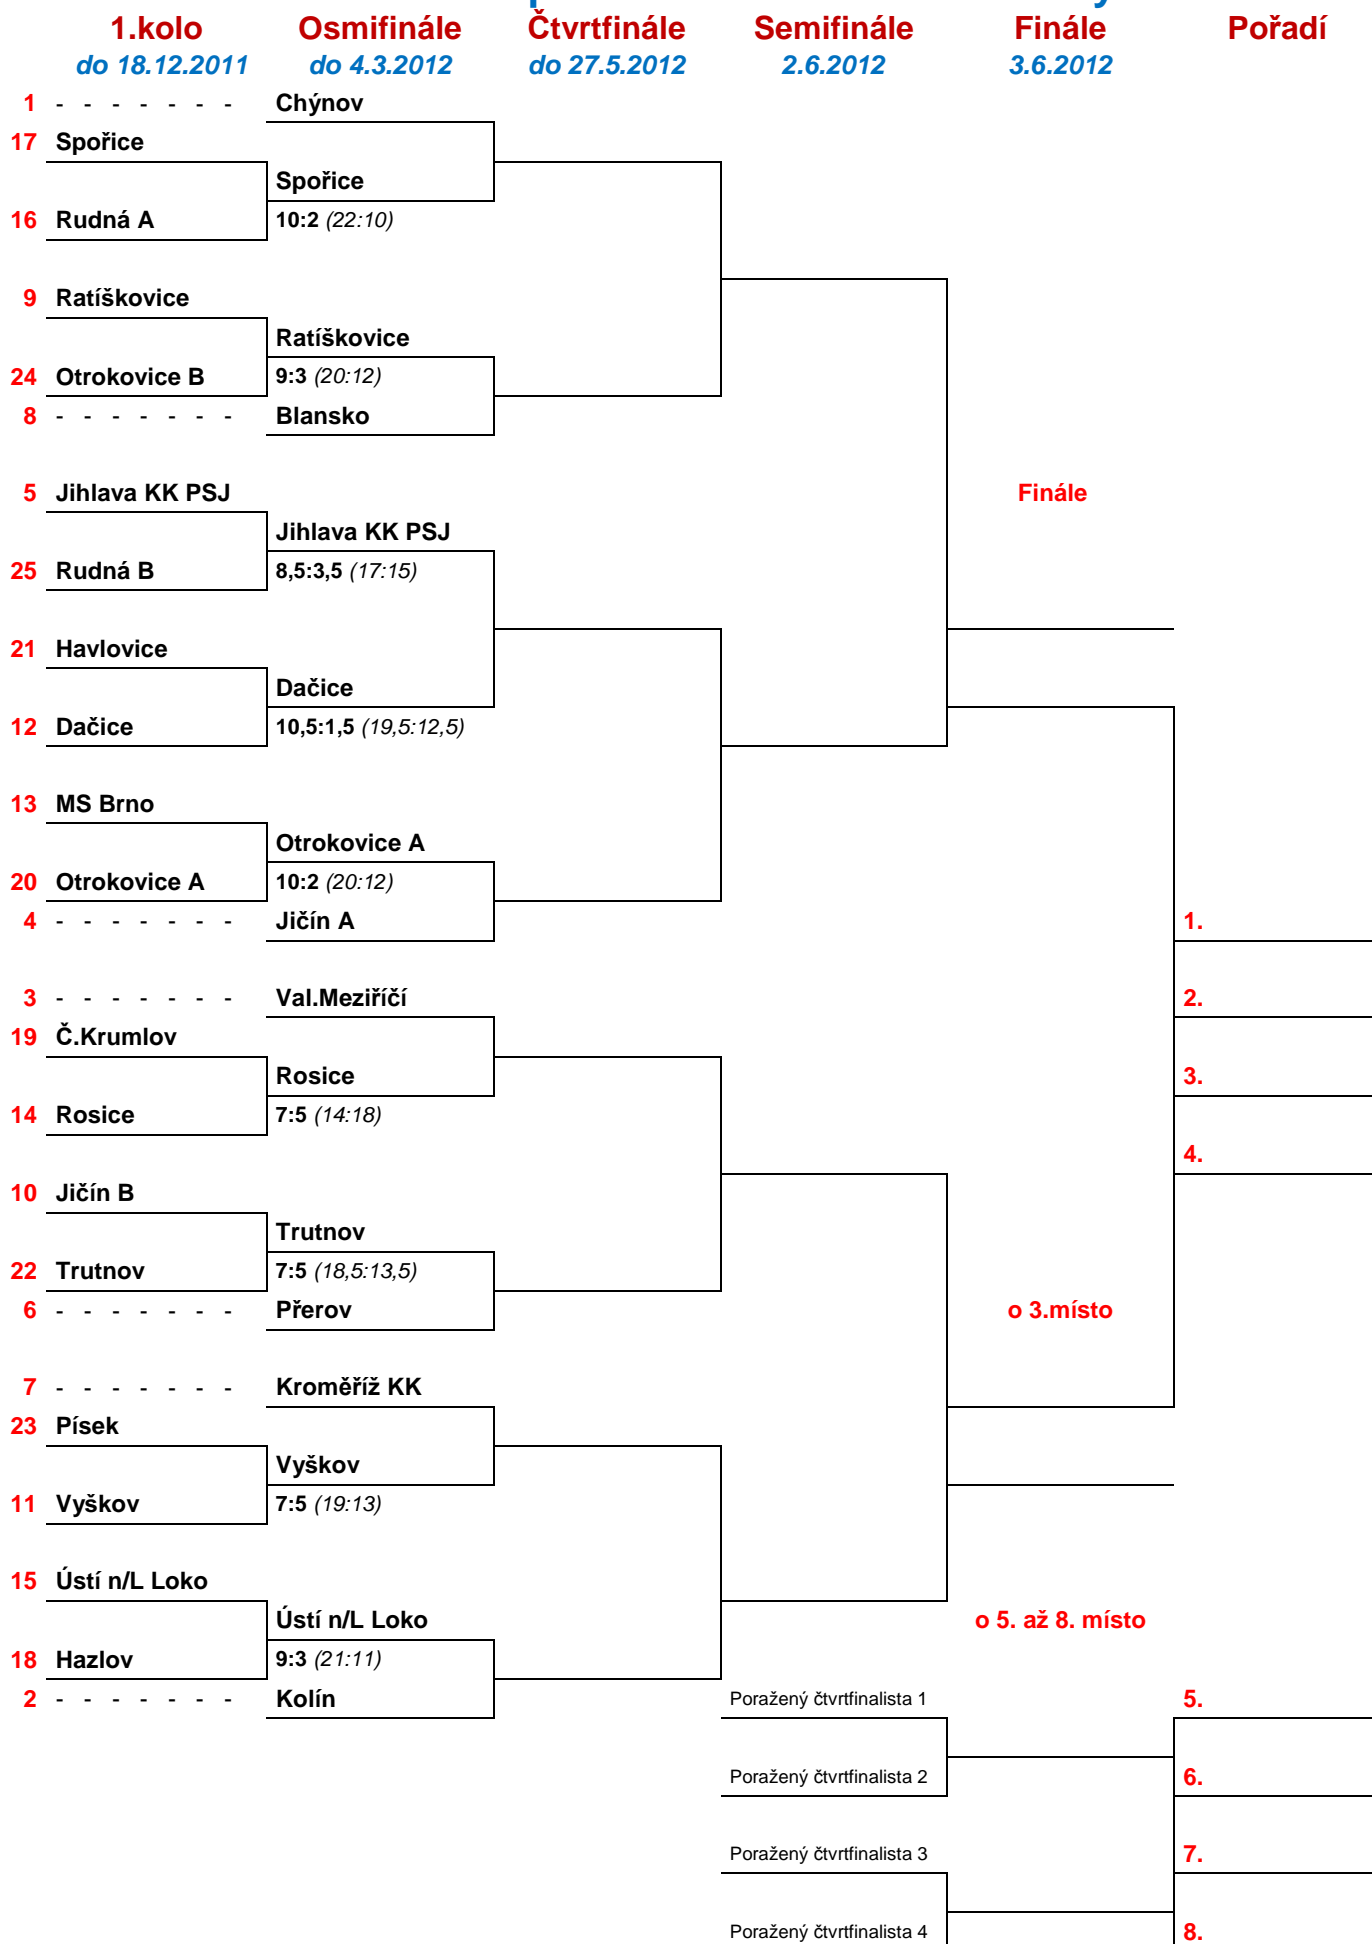 1.kolo Osmifinále Čtvrtfinále Semifinále Finále Pořadí
do 18.12.2011 do 4.3.2012 do 27.5.2012 2.6.2012 3.6.2012
1 - - - - - - - Chýnov
17 Spořice
Spořice
16 Rudná A 10:2 (22:10)
9 Ratíškovice
Ratíškovice
24 Otrokovice B 9:3 (20:12)
8 - - - - - - - Blansko
5 Jihlava KK PSJ Finále
Jihlava KK PSJ
25 Rudná B 8,5:3,5 (17:15)
21 Havlovice
Dačice
12 Dačice 10,5:1,5 (19,5:12,5)
13 MS Brno
Otrokovice A
20 Otrokovice A 10:2 (20:12)
4 - - - - - - - Jičín A 1.
3 - - - - - - - Val.Meziříčí 2.
19 Č.Krumlov
Rosice 3.
14 Rosice 7:5 (14:18)
4.
10 Jičín B
Trutnov
22 Trutnov 7:5 (18,5:13,5)
6 - - - - - - - Přerov o 3.místo
7 - - - - - - - Kroměříž KK
23 Písek
Vyškov
11 Vyškov 7:5 (19:13)
15 Ústí n/L Loko
Ústí n/L Loko o 5. až 8. místo
18 Hazlov 9:3 (21:11)
2 - - - - - - - Kolín Poražený čtvrtfinalista 1 5.
Poražený čtvrtfinalista 2 6.
Poražený čtvrtfinalista 3 7.
Poražený čtvrtfinalista 4 8.